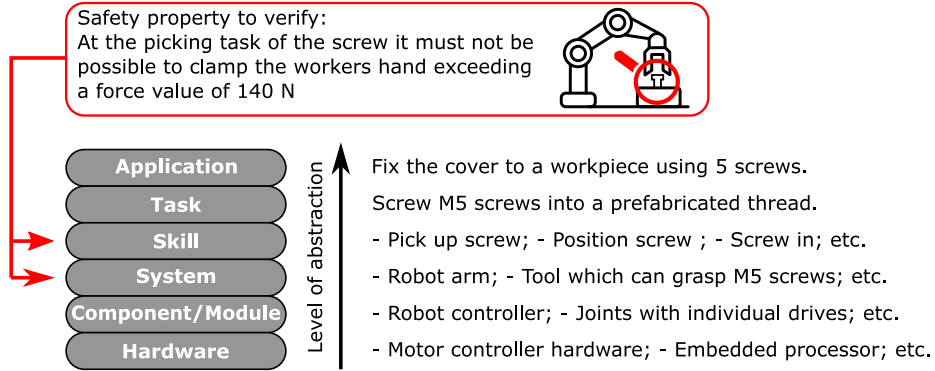 Safety property to verify:
At the picking task of the screw it must not be
possible to clamp the workers hand exceeding
a force value of 140 N
Application
Fix the cover to a workpiece using 5 screws.
Task
Screw M5 screws into a prefabricated thread.
Skill
- Pick up screw; - Position screw ; - Screw in; etc.
System
- Robot arm; - Tool which can grasp M5 screws; etc.
Component/Module
- Robot controller; - Joints with individual drives; etc.
Hardware
- Motor controller hardware; - Embedded processor; etc.
Level of abstraction